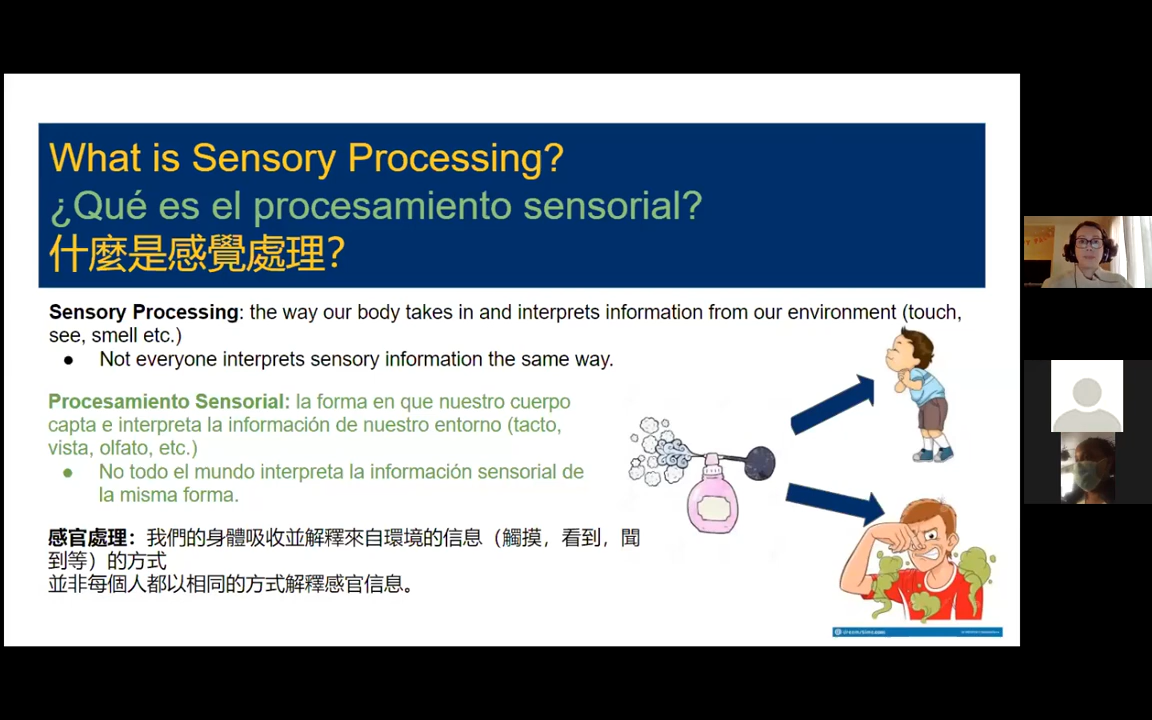 What is Sensory Processing?
¿Qué es el procesamiento sensorial?
什麼是感覺處理？
Sensory Processing: the way our body takes in and interprets information from our environment (touch,
see, smell etc.)
● Not everyone interprets sensory information the same way.
Procesamiento Sensorial: la forma en que nuestro cuerpo
capta e interpreta la información de nuestro entorno (tacto,
vista, olfato, etc.)
● No todo el mundo interpreta la información sensorial de
la misma forma.
感官處理：我們的身體吸收並解釋來自環境的信息（觸摸，看到，聞
到等）的方式
並非每個人都以相同的方式解釋感官信息。
dreamstime.com